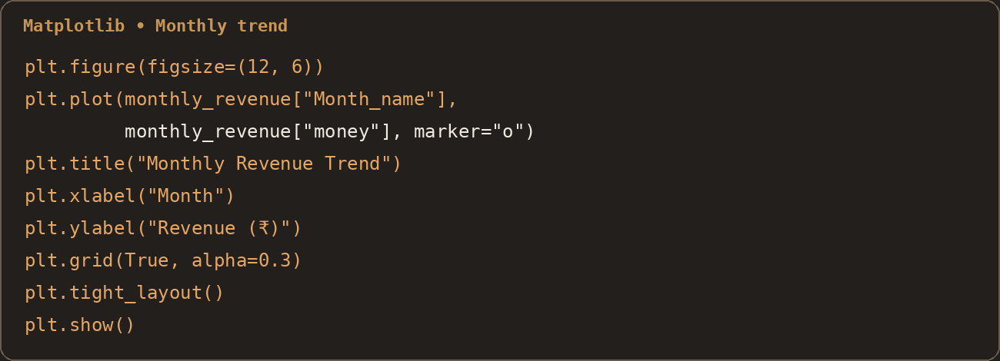 Matplotlib • Monthly trend
plt.figure(figsize=(12, 6))
plt.plot(monthly_revenue["Month_name"],
         monthly_revenue["money"], marker="o")
plt.title("Monthly Revenue Trend")
plt.xlabel("Month")
plt.ylabel("Revenue (₹)")
plt.grid(True, alpha=0.3)
plt.tight_layout()
plt.show()